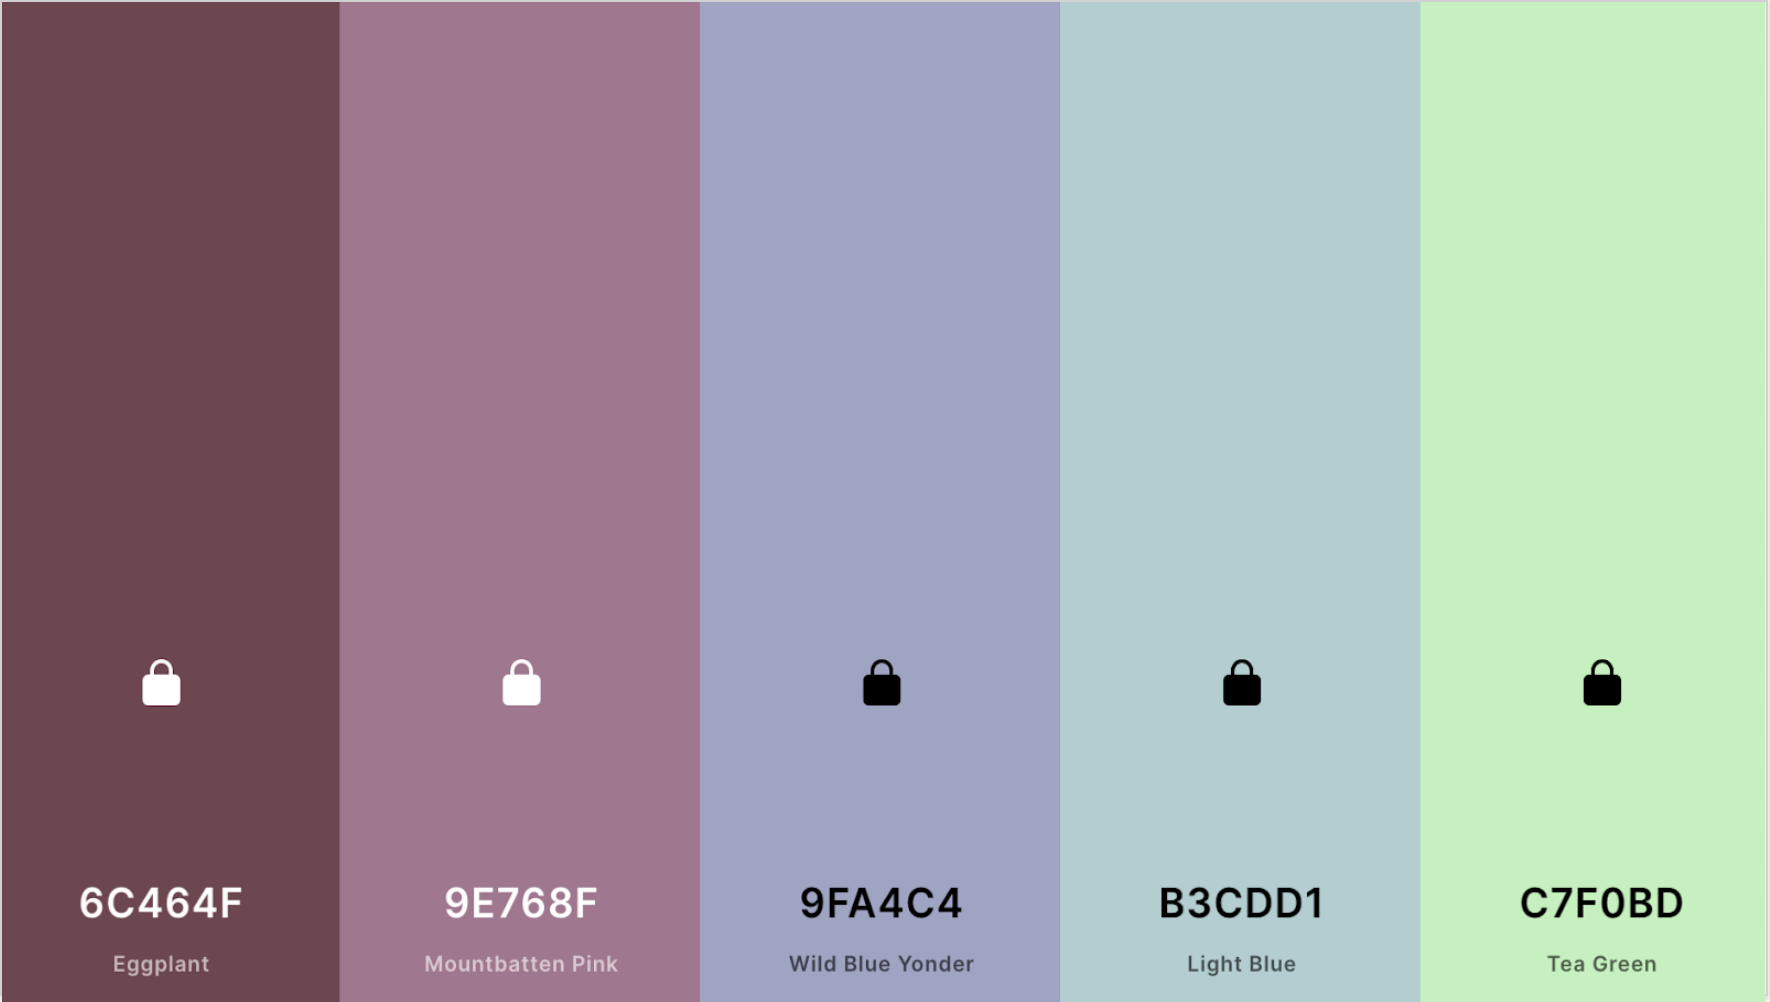 6C464F
Eggplant
9E768F
Mountbatten Pink
9FA4C4
Wild Blue Yonder
B3CDD1
Light Blue
C7F0BD
Tea Green